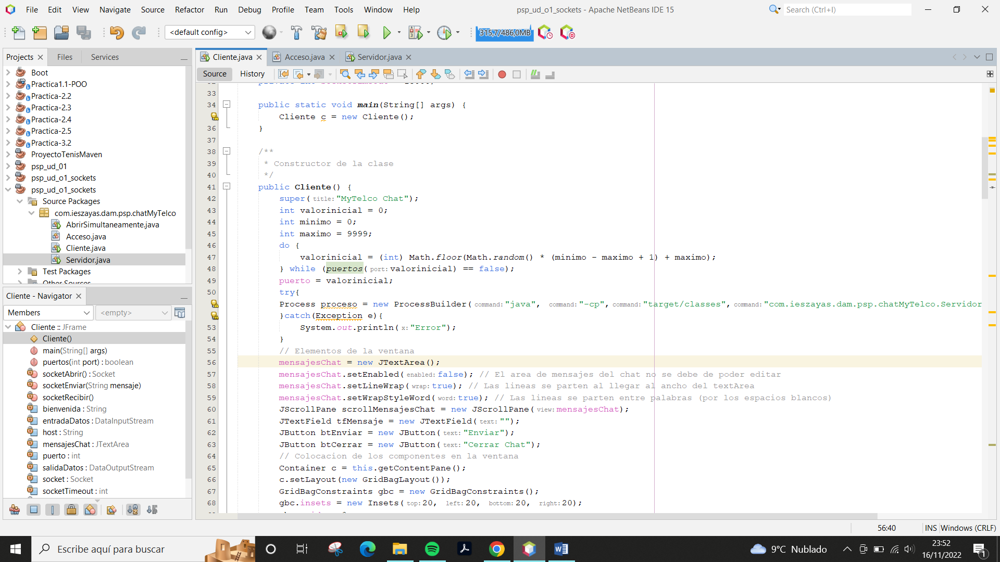 File Edit View Navigate Source Refactor Run Debug Profile Team Tools Window Help
psp_ud_o1_sockets - Apache NetBeans IDE 15
Search (Ctrl+I)
<default config>
315,7/486,0MB
Projects
Files
Services
Boot
Practica1.1-POO
Practica-2.2
Practica-2.3
Practica-2.4
Practica-2.5
Practica-3.2
ProyectoTenisMaven
psp_ud_01
psp_ud_o1_sockets
psp_ud_o1_sockets
Source Packages
com.ieszayas.dam.psp.chatMyTelco
AbrirSimultaneamente.java
Acceso.java
Cliente.java
Servidor.java
Test Packages
Other Sources
Cliente - Navigator
Members
<empty>
Cliente :: JFrame
Cliente()
main(String[] args)
puertos(int port) : boolean
socketAbrir() : Socket
socketEnviar(String mensaje)
socketRecibir()
bienvenida : String
entradaDatos : DataInputStream
host : String
mensajesChat : JTextArea
puerto : int
salidaDatos : DataOutputStream
socket : Socket
socketTimeout : int
Cliente.java
Acceso.java
Servidor.java
Source
History
33
34 public static void main(String[] args) {
Cliente c = new Cliente();
36 }
37
38 /**
39 * Constructor de la clase
40 */
41 public Cliente() {
42 super(title:"MyTelco Chat");
43 int valorinicial = 0;
44 int minimo = 0;
45 int maximo = 9999;
46 do {
47 valorinicial = (int) Math.floor(Math.random() * (minimo - maximo + 1) + maximo);
48 } while (puertos(port:valorinicial) == false);
49 puerto = valorinicial;
50 try{
Process proceso = new ProcessBuilder(command:"java", command:"-cp",command:"target/classes",command:"com.ieszayas.dam.psp.chatMyTelco.Servidor
}catch(Exception e){
53 System.out.println(x:"Error");
54 }
55 // Elementos de la ventana
56 mensajesChat = new JTextArea();
57 mensajesChat.setEnabled(enabled:false); // El area de mensajes del chat no se debe de poder editar
58 mensajesChat.setLineWrap(wrap:true); // Las lineas se parten al llegar al ancho del textArea
59 mensajesChat.setWrapStyleWord(word:true); // Las lineas se parten entre palabras (por los espacios blancos)
60 JScrollPane scrollMensajesChat = new JScrollPane(view:mensajesChat);
61 JTextField tfMensaje = new JTextField(text:"");
62 JButton btEnviar = new JButton(text:"Enviar");
63 JButton btCerrar = new JButton(text:"Cerrar Chat");
64 // Colocacion de los componentes en la ventana
65 Container c = this.getContentPane();
66 c.setLayout(new GridBagLayout());
67 GridBagConstraints gbc = new GridBagConstraints();
68 gbc.insets = new Insets(top:20, left:20, bottom:20, right:20);
56:40
INS
Windows (CRLF)
Escribe aquí para buscar
9°C Nublado
23:52
16/11/2022
1